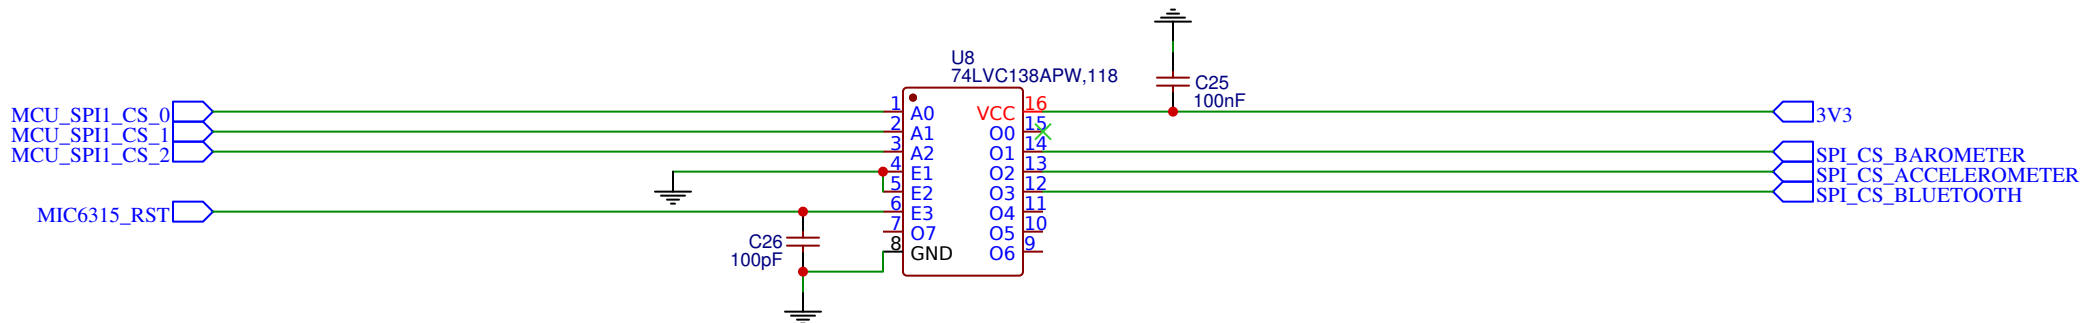 U8
74LVC138APW,118
C25
100nF
MCU_SPI1_CS_0
MCU_SPI1_CS_1
MCU_SPI1_CS_2
MIC6315_RST
1 A0
2 A1
3 A2
4 E1
5 E2
6 E3
7 O7
8 GND
VCC 16
O0 15
O1 14
O2 13
O3 12
O4 11
O5 10
O6 9
C26
100pF
3V3
SPI_CS_BAROMETER
SPI_CS_ACCELEROMETER
SPI_CS_BLUETOOTH